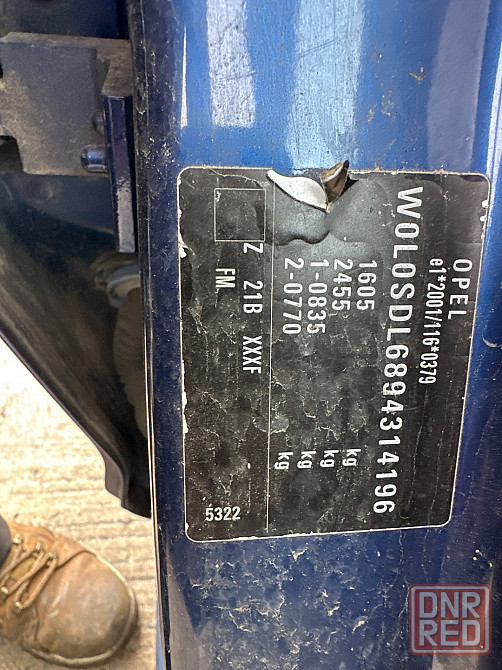 OPEL
e1*2001/116*0379
W0L0SDL6894314196
1605 kg
2455 kg
1-0835 kg
2-0770 kg
Z 21B XXXF
FM
5322
DNR
RED